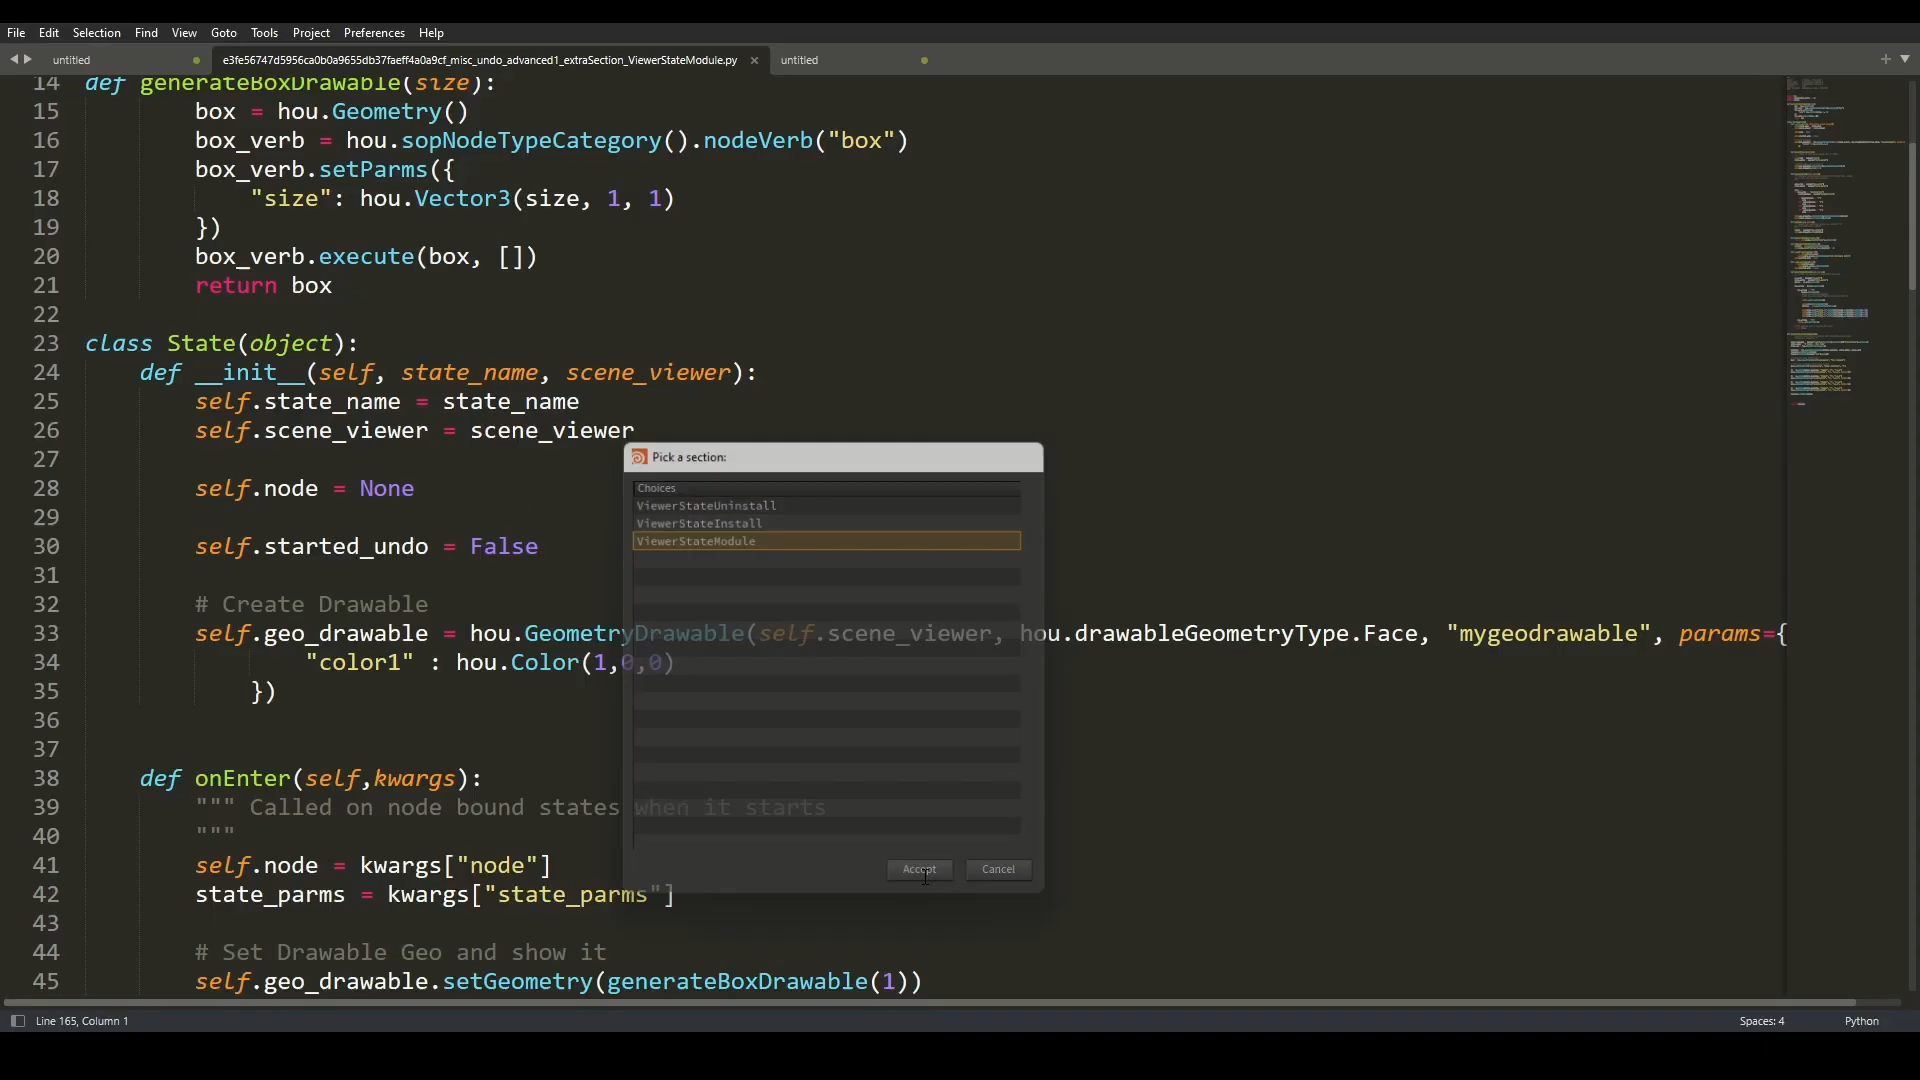 File Edit Selection Find View Goto Tools Project Preferences Help
untitled e3fe56747d5956ca0b0a9655db37faeff4a0a9cf_misc_undo_advanced1_extraSection_ViewerStateModule.py untitled
14 def generateBoxDrawable(size):
15 box = hou.Geometry()
16 box_verb = hou.sopNodeTypeCategory().nodeVerb("box")
17 box_verb.setParms({
18 "size": hou.Vector3(size, 1, 1)
19 })
20 box_verb.execute(box, [])
21 return box
22
23 class State(object):
24 def __init__(self, state_name, scene_viewer):
25 self.state_name = state_name
26 self.scene_viewer = scene_viewer
27
28 self.node = None
29
30 self.started_undo = False
31
32 # Create Drawable
33 self.geo_drawable = hou.GeometryDrawable(self.scene_viewer, hou.drawableGeometryType.Face, "mygeodrawable", params={
34 "color1" : hou.Color(1,0,0)
35 })
36
37
38 def onEnter(self,kwargs):
39 """ Called on node bound states when it starts
40 """
41 self.node = kwargs["node"]
42 state_parms = kwargs["state_parms"]
43
44 # Set Drawable Geo and show it
45 self.geo_drawable.setGeometry(generateBoxDrawable(1))
Pick a section:
Choices
ViewerStateUninstall
ViewerStateInstall
ViewerStateModule
Accept Cancel
Line 165, Column 1 Spaces: 4 Python